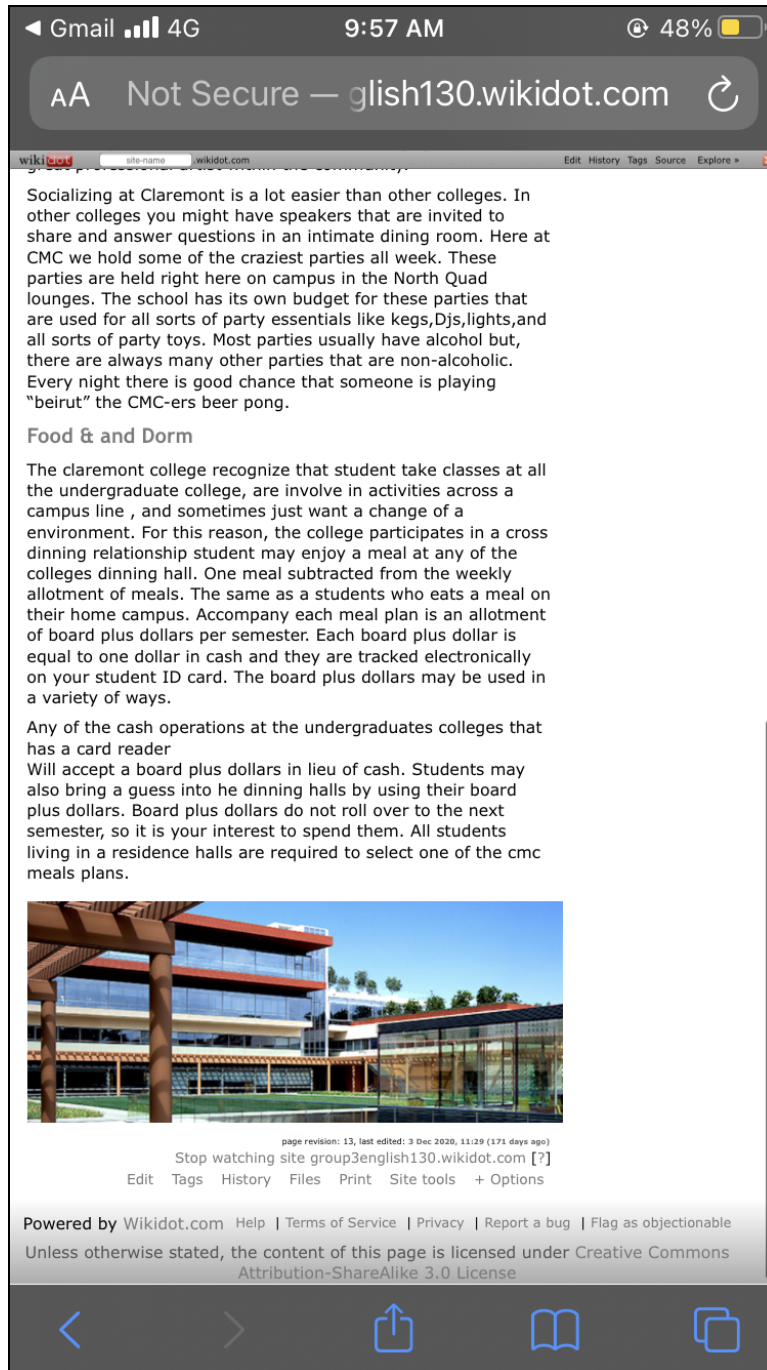 Gmail 4G 9:57 AM 48%
AA Not Secure — glish130.wikidot.com
wikidot site-name .wikidot.com Edit History Tags Source Explore »
great professional artist within the community.
Socializing at Claremont is a lot easier than other colleges. In
other colleges you might have speakers that are invited to
share and answer questions in an intimate dining room. Here at
CMC we hold some of the craziest parties all week. These
parties are held right here on campus in the North Quad
lounges. The school has its own budget for these parties that
are used for all sorts of party essentials like kegs,Djs,lights,and
all sorts of party toys. Most parties usually have alcohol but,
there are always many other parties that are non-alcoholic.
Every night there is good chance that someone is playing
“beirut” the CMC-ers beer pong.
Food & and Dorm
The claremont college recognize that student take classes at all
the undergraduate college, are involve in activities across a
campus line , and sometimes just want a change of a
environment. For this reason, the college participates in a cross
dinning relationship student may enjoy a meal at any of the
colleges dinning hall. One meal subtracted from the weekly
allotment of meals. The same as a students who eats a meal on
their home campus. Accompany each meal plan is an allotment
of board plus dollars per semester. Each board plus dollar is
equal to one dollar in cash and they are tracked electronically
on your student ID card. The board plus dollars may be used in
a variety of ways.
Any of the cash operations at the undergraduates colleges that
has a card reader
Will accept a board plus dollars in lieu of cash. Students may
also bring a guess into he dinning halls by using their board
plus dollars. Board plus dollars do not roll over to the next
semester, so it is your interest to spend them. All students
living in a residence halls are required to select one of the cmc
meals plans.
page revision: 13, last edited: 3 Dec 2020, 11:29 (171 days ago)
Stop watching site group3english130.wikidot.com [?]
Edit Tags History Files Print Site tools + Options
Powered by Wikidot.com Help | Terms of Service | Privacy | Report a bug | Flag as objectionable
Unless otherwise stated, the content of this page is licensed under Creative Commons
Attribution-ShareAlike 3.0 License